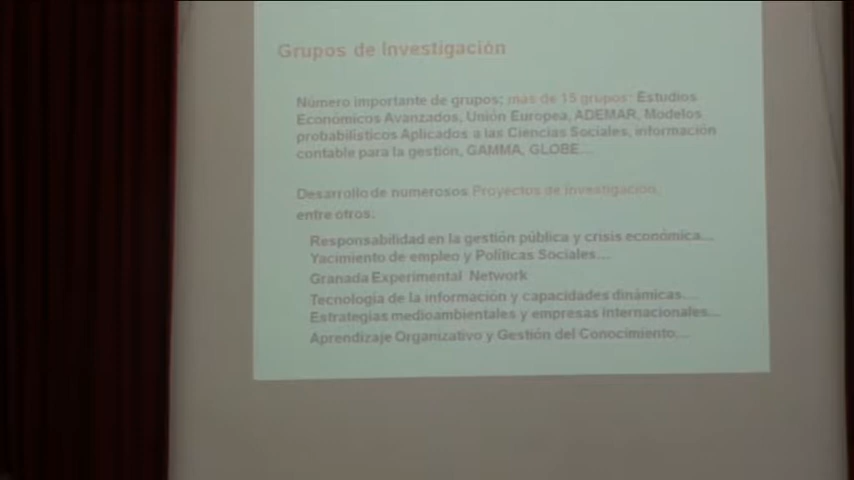 Grupos de Investigación
Número importante de grupos; más de 15 grupos: Estudios
Económicos Avanzados, Unión Europea, ADEMAR, Modelos
probabilísticos Aplicados a las Ciencias Sociales, información
contable para la gestión, GAMMA, GLOBE...
Desarrollo de numerosos Proyectos de investigación,
entre otros:
Responsabilidad en la gestión pública y crisis económica...
Yacimiento de empleo y Políticas Sociales...
Granada Experimental Network
Tecnología de la información y capacidades dinámicas...
Estrategias medioambientales y empresas internacionales...
Aprendizaje Organizativo y Gestión del Conocimiento...